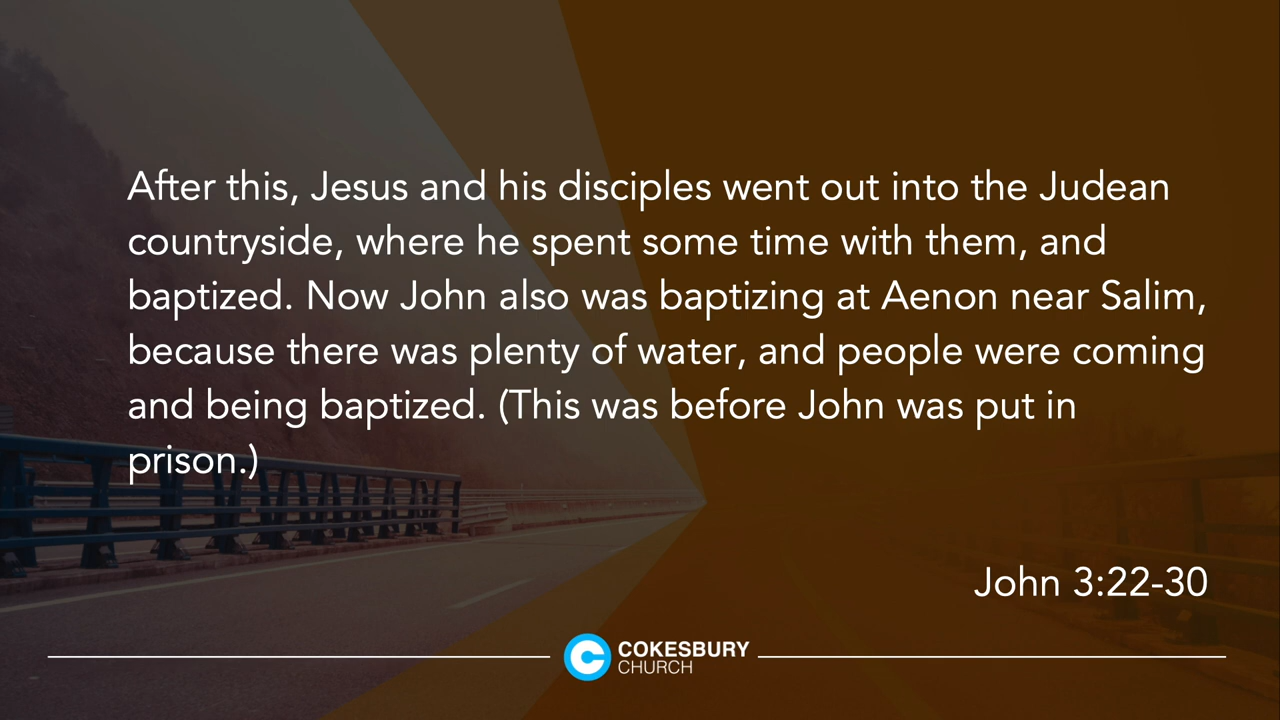 After this, Jesus and his disciples went out into the Judean
countryside, where he spent some time with them, and
baptized. Now John also was baptizing at Aenon near Salim,
because there was plenty of water, and people were coming
and being baptized. (This was before John was put in
prison.)
John 3:22-30
COKESBURY
CHURCH